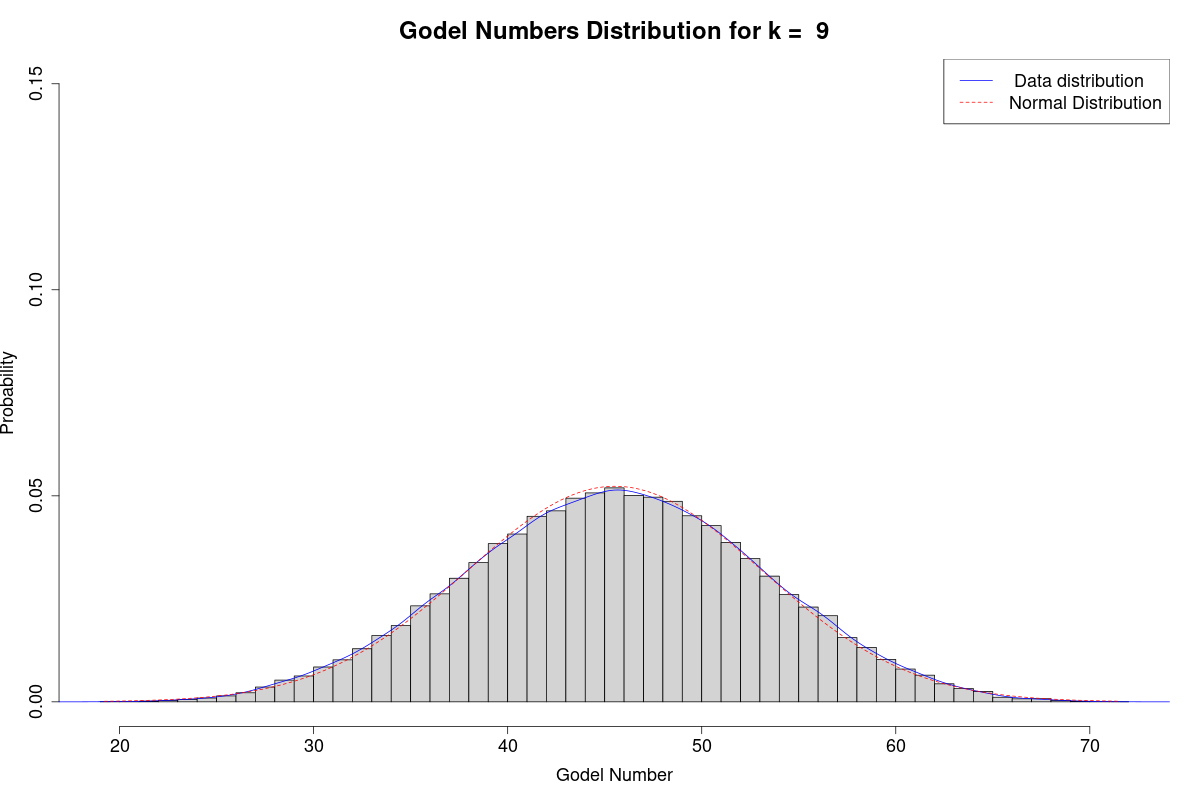 Godel Numbers Distribution for k =  9
Data distribution
Normal Distribution
Probability
0.15
0.10
0.05
0.00
20 30 40 50 60 70
Godel Number